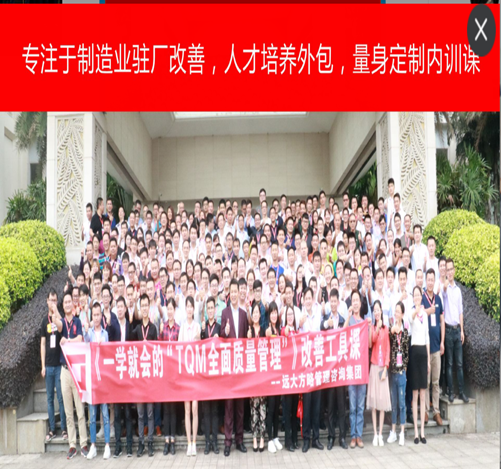 专注于制造业驻厂改善，人才培养外包，量身定制内训课
X
《一学就会的“TQM全面质量管理”》改善工具课
--远大方略管理咨询集团